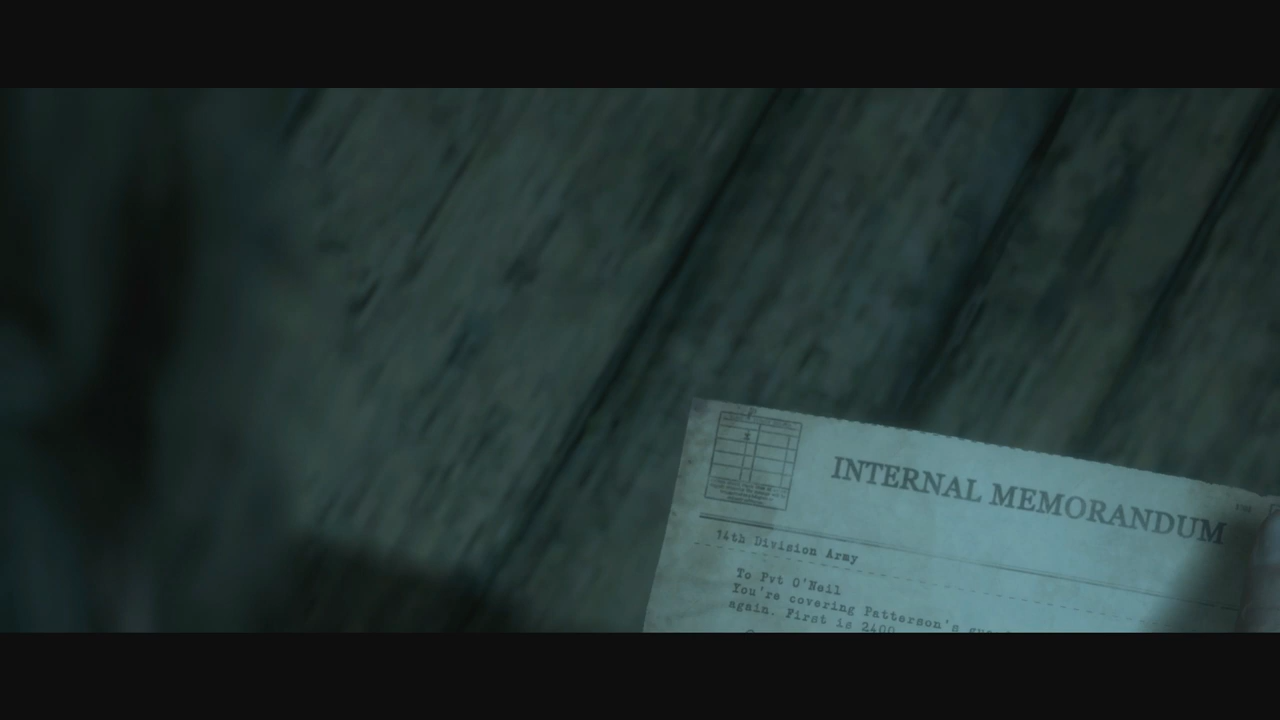 INTERNAL MEMORANDUM
14th Division Army
To Pvt O'Neil
You're covering Patterson's
again. First is 2400